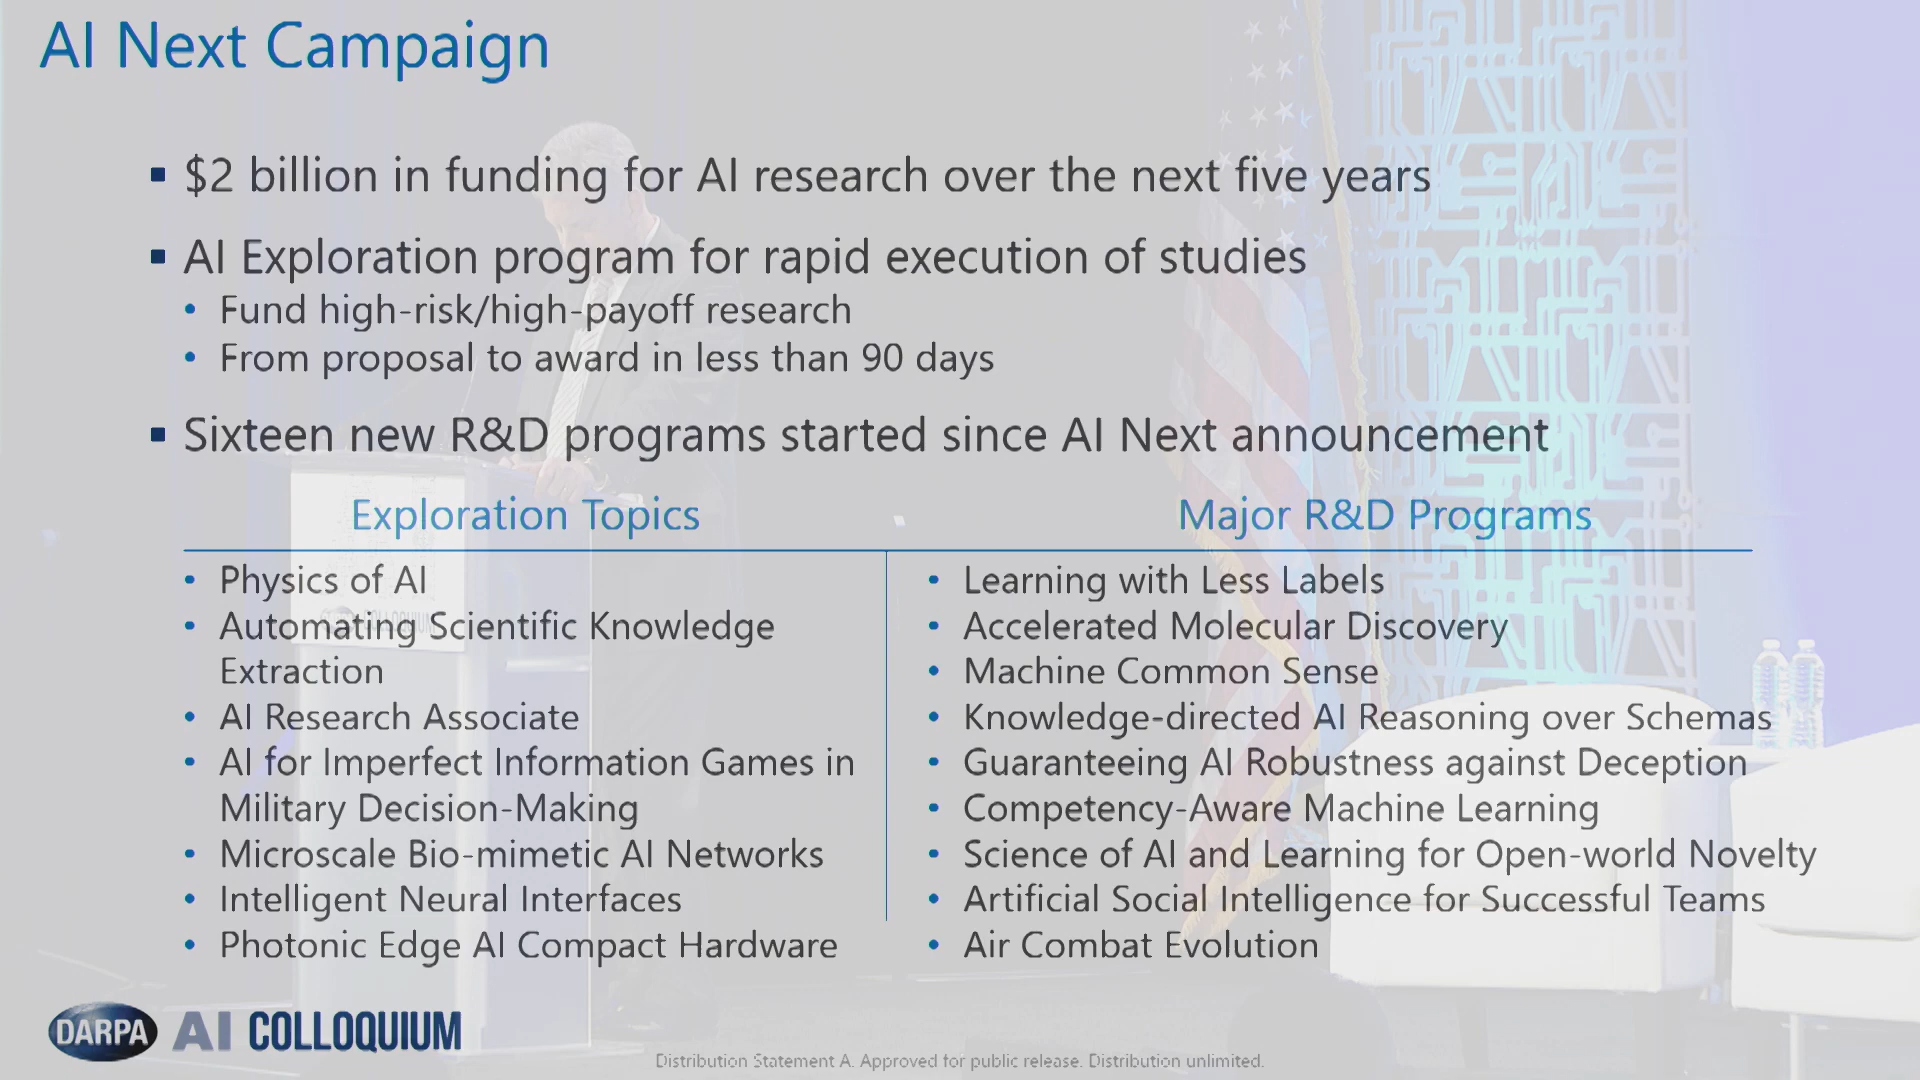 AI Next Campaign
▪ $2 billion in funding for AI research over the next five years
▪ AI Exploration program for rapid execution of studies
• Fund high-risk/high-payoff research
• From proposal to award in less than 90 days
▪ Sixteen new R&D programs started since AI Next announcement
Exploration Topics
• Physics of AI
• Automating Scientific Knowledge
Extraction
• AI Research Associate
• AI for Imperfect Information Games in
Military Decision-Making
• Microscale Bio-mimetic AI Networks
• Intelligent Neural Interfaces
• Photonic Edge AI Compact Hardware
Major R&D Programs
• Learning with Less Labels
• Accelerated Molecular Discovery
• Machine Common Sense
• Knowledge-directed AI Reasoning over Schemas
• Guaranteeing AI Robustness against Deception
• Competency-Aware Machine Learning
• Science of AI and Learning for Open-world Novelty
• Artificial Social Intelligence for Successful Teams
• Air Combat Evolution
COLLOQUIUM
DARPA AI COLLOQUIUM
Distribution Statement A. Approved for public release. Distribution unlimited.